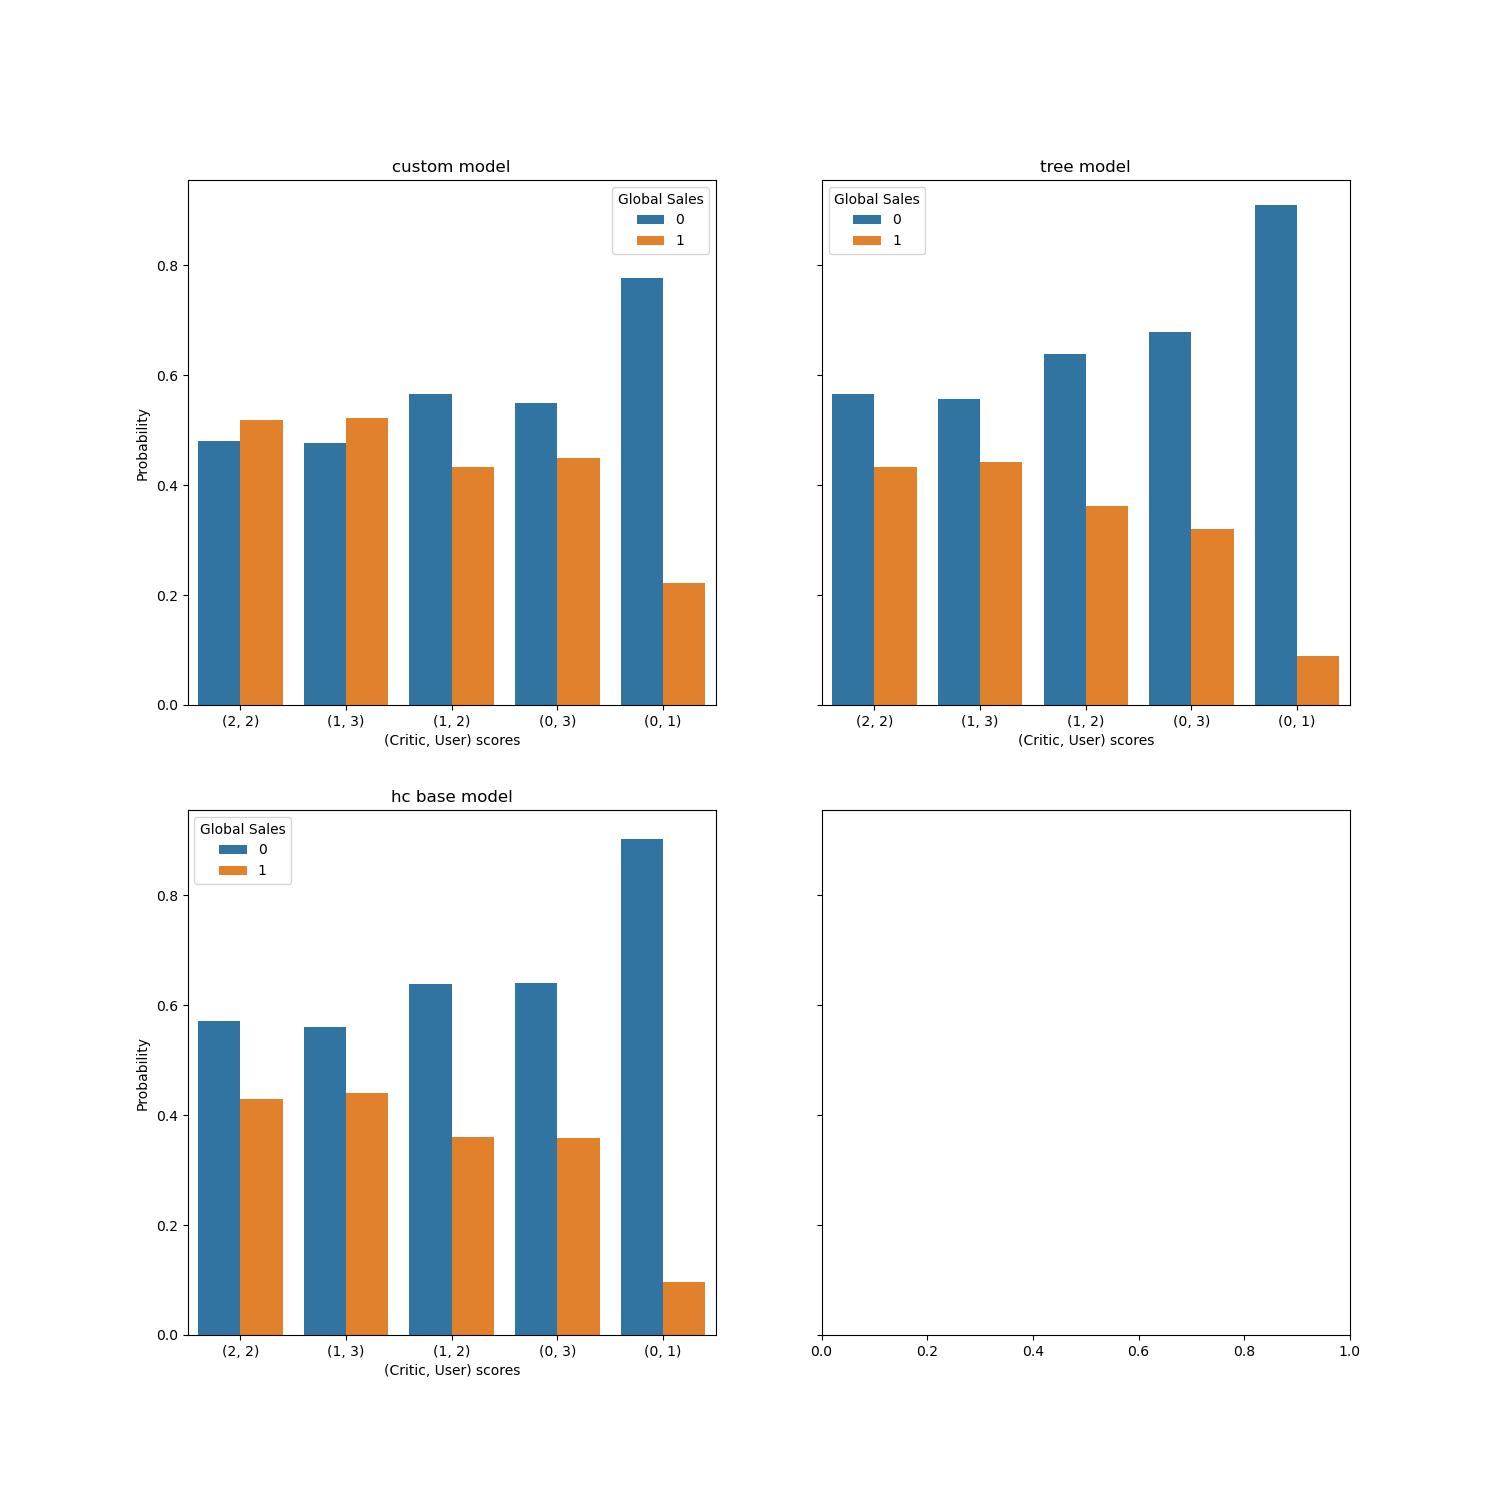 custom model
Global Sales
0
1
Probability
0.8
0.6
0.4
0.2
0.0
(2, 2) (1, 3) (1, 2) (0, 3) (0, 1)
(Critic, User) scores
tree model
Global Sales
0
1
(2, 2) (1, 3) (1, 2) (0, 3) (0, 1)
(Critic, User) scores
hc base model
Global Sales
0
1
Probability
0.8
0.6
0.4
0.2
0.0
(2, 2) (1, 3) (1, 2) (0, 3) (0, 1)
(Critic, User) scores
0.0 0.2 0.4 0.6 0.8 1.0